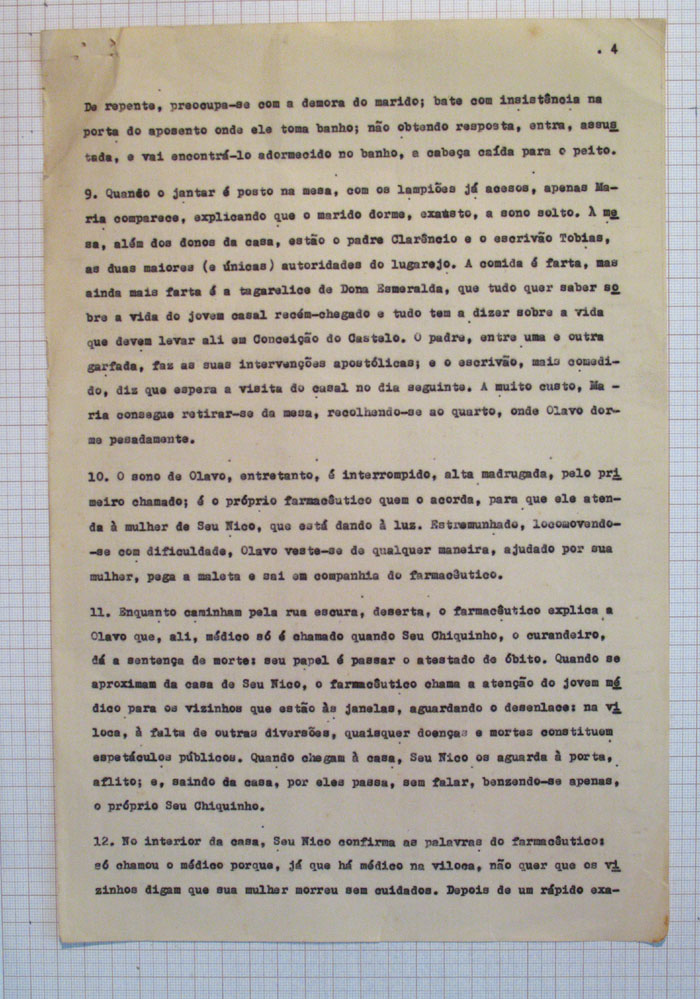 . 4
De repente, preocupa-se com a demora do marido; bate com insistência na
porta do aposento onde ele toma banho; não obtendo resposta, entra, assus
tada, e vai encontrá-lo adormecido no banho, a cabeça caída para o peito.
9. Quando o jantar é posto na mesa, com os lampiões já acesos, apenas Ma-
ria comparece, explicando que o marido dorme, exausto, a sono solto. À me
sa, além dos donos da casa, estão o padre Clarêncio e o escrivão Tobias,
as duas maiores (e únicas) autoridades do lugarejo. A comida é farta, mas
ainda mais farta é a tagarelice de Dona Esmeralda, que tudo quer saber so
bre a vida do jovem casal recém-chegado e tudo tem a dizer sobre a vida
que devem levar ali em Conceição do Castelo. O padre, entre uma e outra
garfada, faz as suas intervenções apostólicas; e o escrivão, mais comedi-
do, diz que espera a visita do casal no dia seguinte. A muito custo, Ma -
ria consegue retirar-se da mesa, recolhendo-se ao quarto, onde Olavo dor-
me pesadamente.
10. O sono de Olavo, entretanto, é interrompido, alta madrugada, pelo pri
meiro chamado; é o próprio farmacêutico quem o acorda, para que ele aten-
da à mulher de Seu Nico, que está dando à luz. Estremunhado, locomovendo-
-se com dificuldade, Olavo veste-se de qualquer maneira, ajudado por sua
mulher, pega a maleta e sai em companhia do farmacêutico.
11. Enquanto caminham pela rua escura, deserta, o farmacêutico explica a
Olavo que, ali, médico só é chamado quando Seu Chiquinho, o curandeiro,
dá a sentença de morte: seu papel é passar o atestado de óbito. Quando se
aproximam da casa de Seu Nico, o farmacêutico chama a atenção do jovem mé
dico para os vizinhos que estão às janelas, aguardando o desenlace: na vi
loca, à falta de outras diversões, quaisquer doenças e mortes constituem
espetáculos públicos. Quando chegam à casa, Seu Nico os aguarda à porta,
aflito; e, saindo da casa, por eles passa, sem falar, benzendo-se apenas,
o próprio Seu Chiquinho.
12. No interior da casa, Seu Nico confirma as palavras do farmacêutico:
só chamou o médico porque, já que há médico na viloca, não quer que os vi
zinhos digam que sua mulher morreu sem cuidados. Depois de um rápido exa-